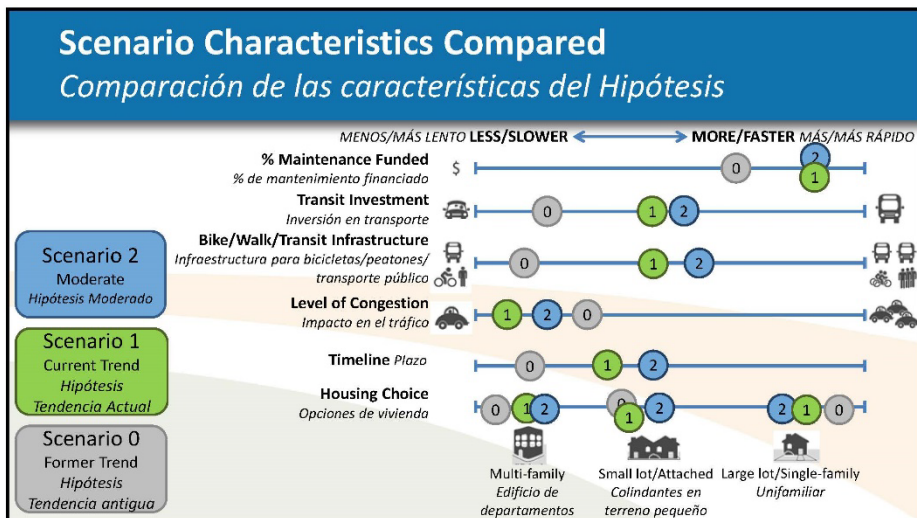 Scenario Characteristics Compared
Comparación de las características del Hipótesis
MENOS/MÁS LENTO LESS/SLOWER MORE/FASTER MÁS/MÁS RÁPIDO
% Maintenance Funded
% de mantenimiento financiado
$ 0 2
1
Transit Investment
Inversión en transporte
0 1 2
Bike/Walk/Transit Infrastructure
Infraestructura para bicicletas/peatones/
transporte público
0 1 2
Level of Congestion
Impacto en el tráfico
1 2 0
Timeline Plazo
0 1 2
Housing Choice
Opciones de vivienda
0 1 2 0 1 2 2 1 0
Multi-family
Edificio de
departamentos
Small lot/Attached
Colindantes en
terreno pequeño
Large lot/Single-family
Unifamiliar
Scenario 2
Moderate
Hipótesis Moderado
Scenario 1
Current Trend
Hipótesis
Tendencia Actual
Scenario 0
Former Trend
Hipótesis
Tendencia antigua